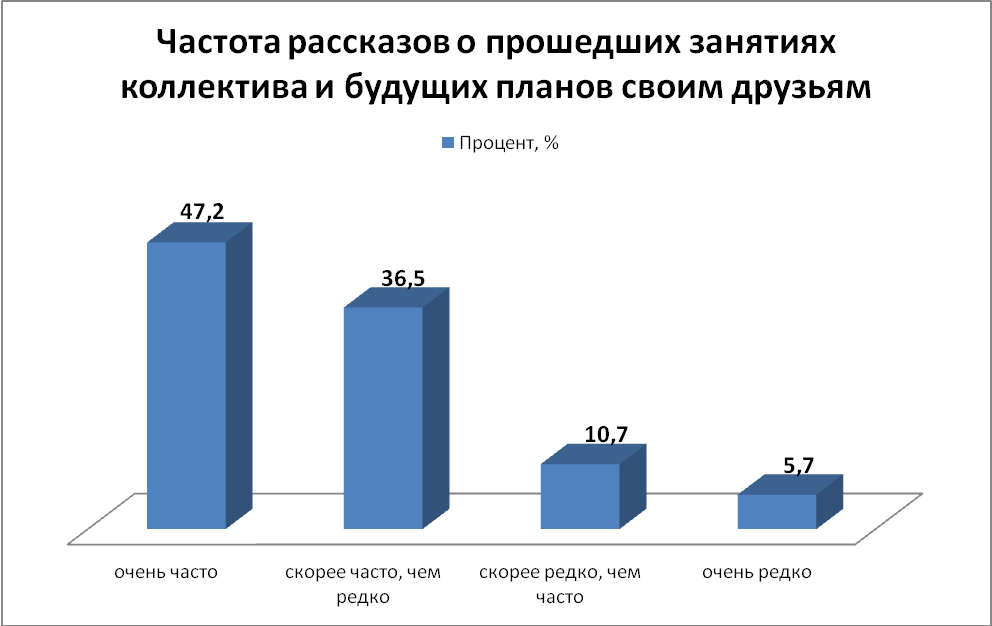 Частота рассказов о прошедших занятиях
коллектива и будущих планов своим друзьям
Процент, %
47,2
36,5
10,7
5,7
очень часто
скорее часто, чем
редко
скорее редко, чем
часто
очень редко